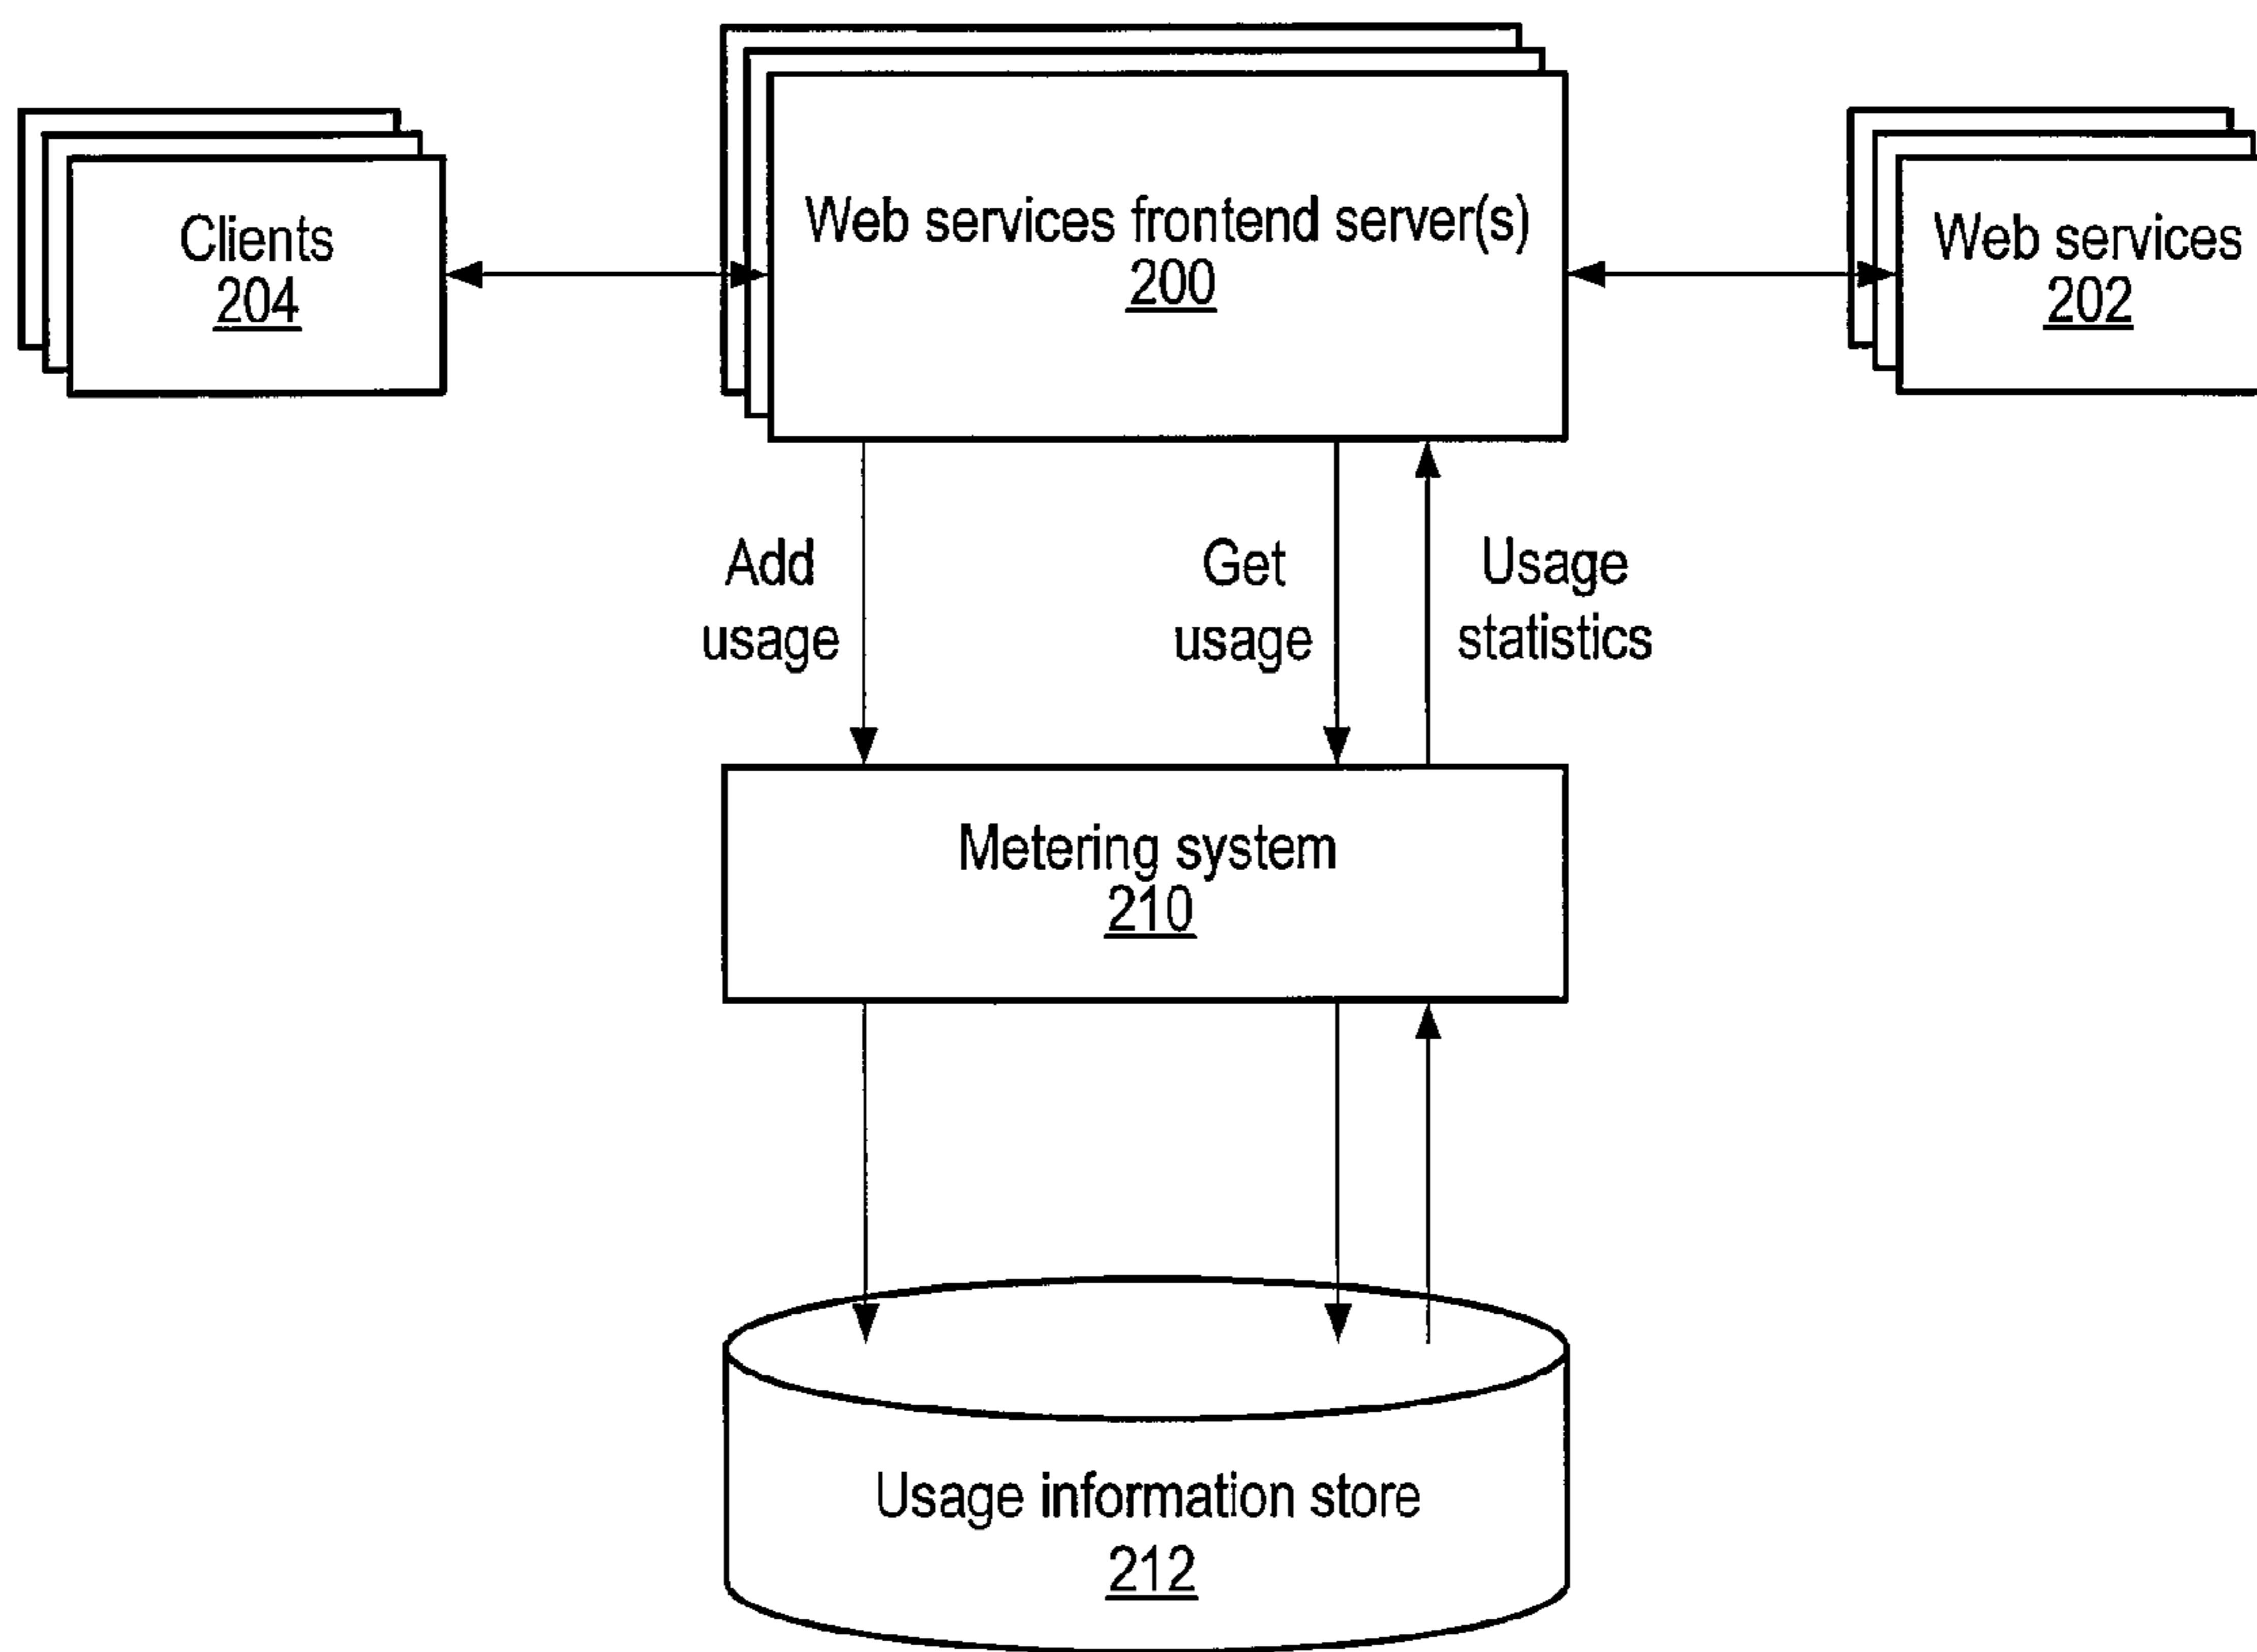 Clients
204
Web services frontend server(s)
200
Web services
202
Add
usage
Get
usage
Usage
statistics
Metering system
210
Usage information store
212